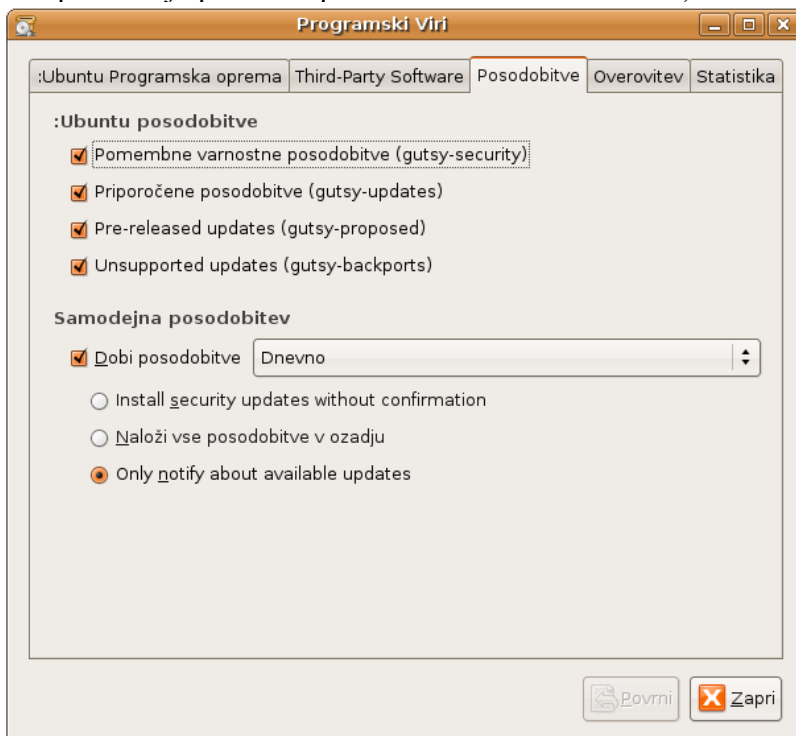 Programski Viri
:Ubuntu Programska oprema Third-Party Software Posodobitve Overovitev Statistika
:Ubuntu posodobitve
Pomembne varnostne posodobitve (gutsy-security)
Priporočene posodobitve (gutsy-updates)
Pre-released updates (gutsy-proposed)
Unsupported updates (gutsy-backports)
Samodejna posodobitev
Dobi posodobitve Dnevno
Install security updates without confirmation
Naloži vse posodobitve v ozadju
Only notify about available updates
Povrni Zapri